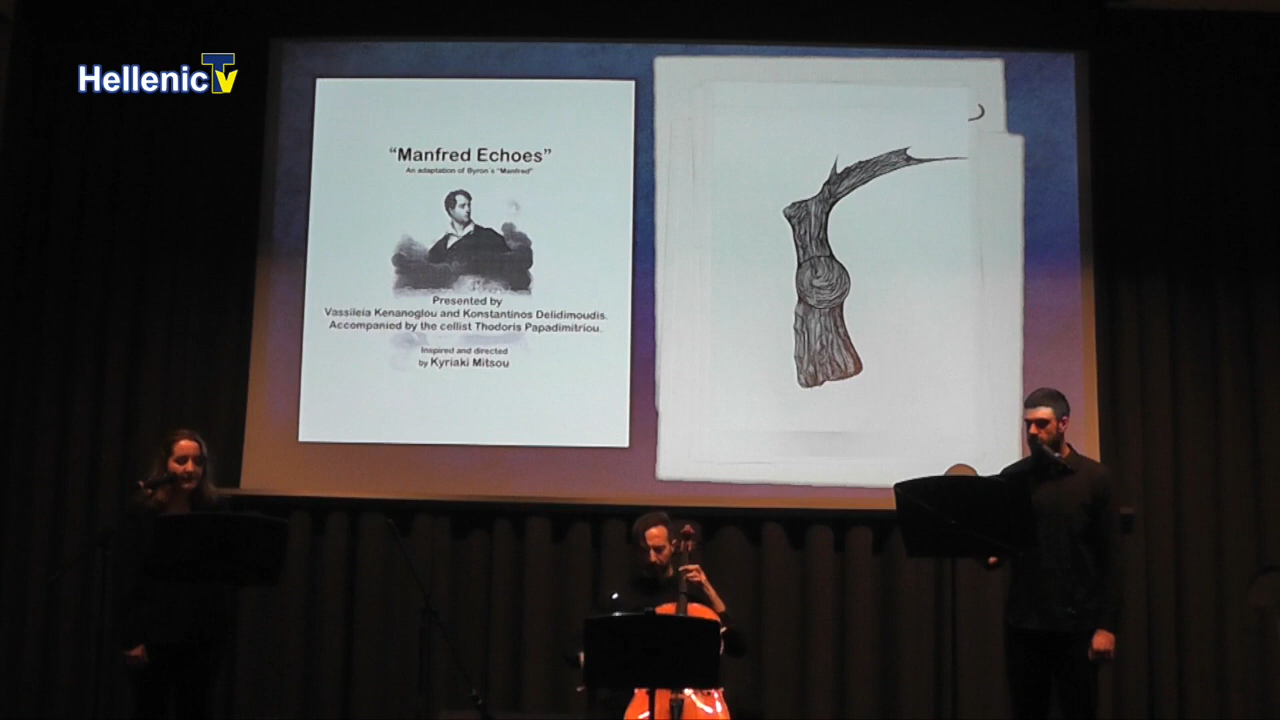 HellenicTv
“Manfred Echoes”
An adaptation of Byron's “Manfred”
Presented by
Vassileia Kenanoglou and Konstantinos Delidimoudis.
Accompanied by the cellist Thodoris Papadimitriou.
Inspired and directed
by Kyriaki Mitsou